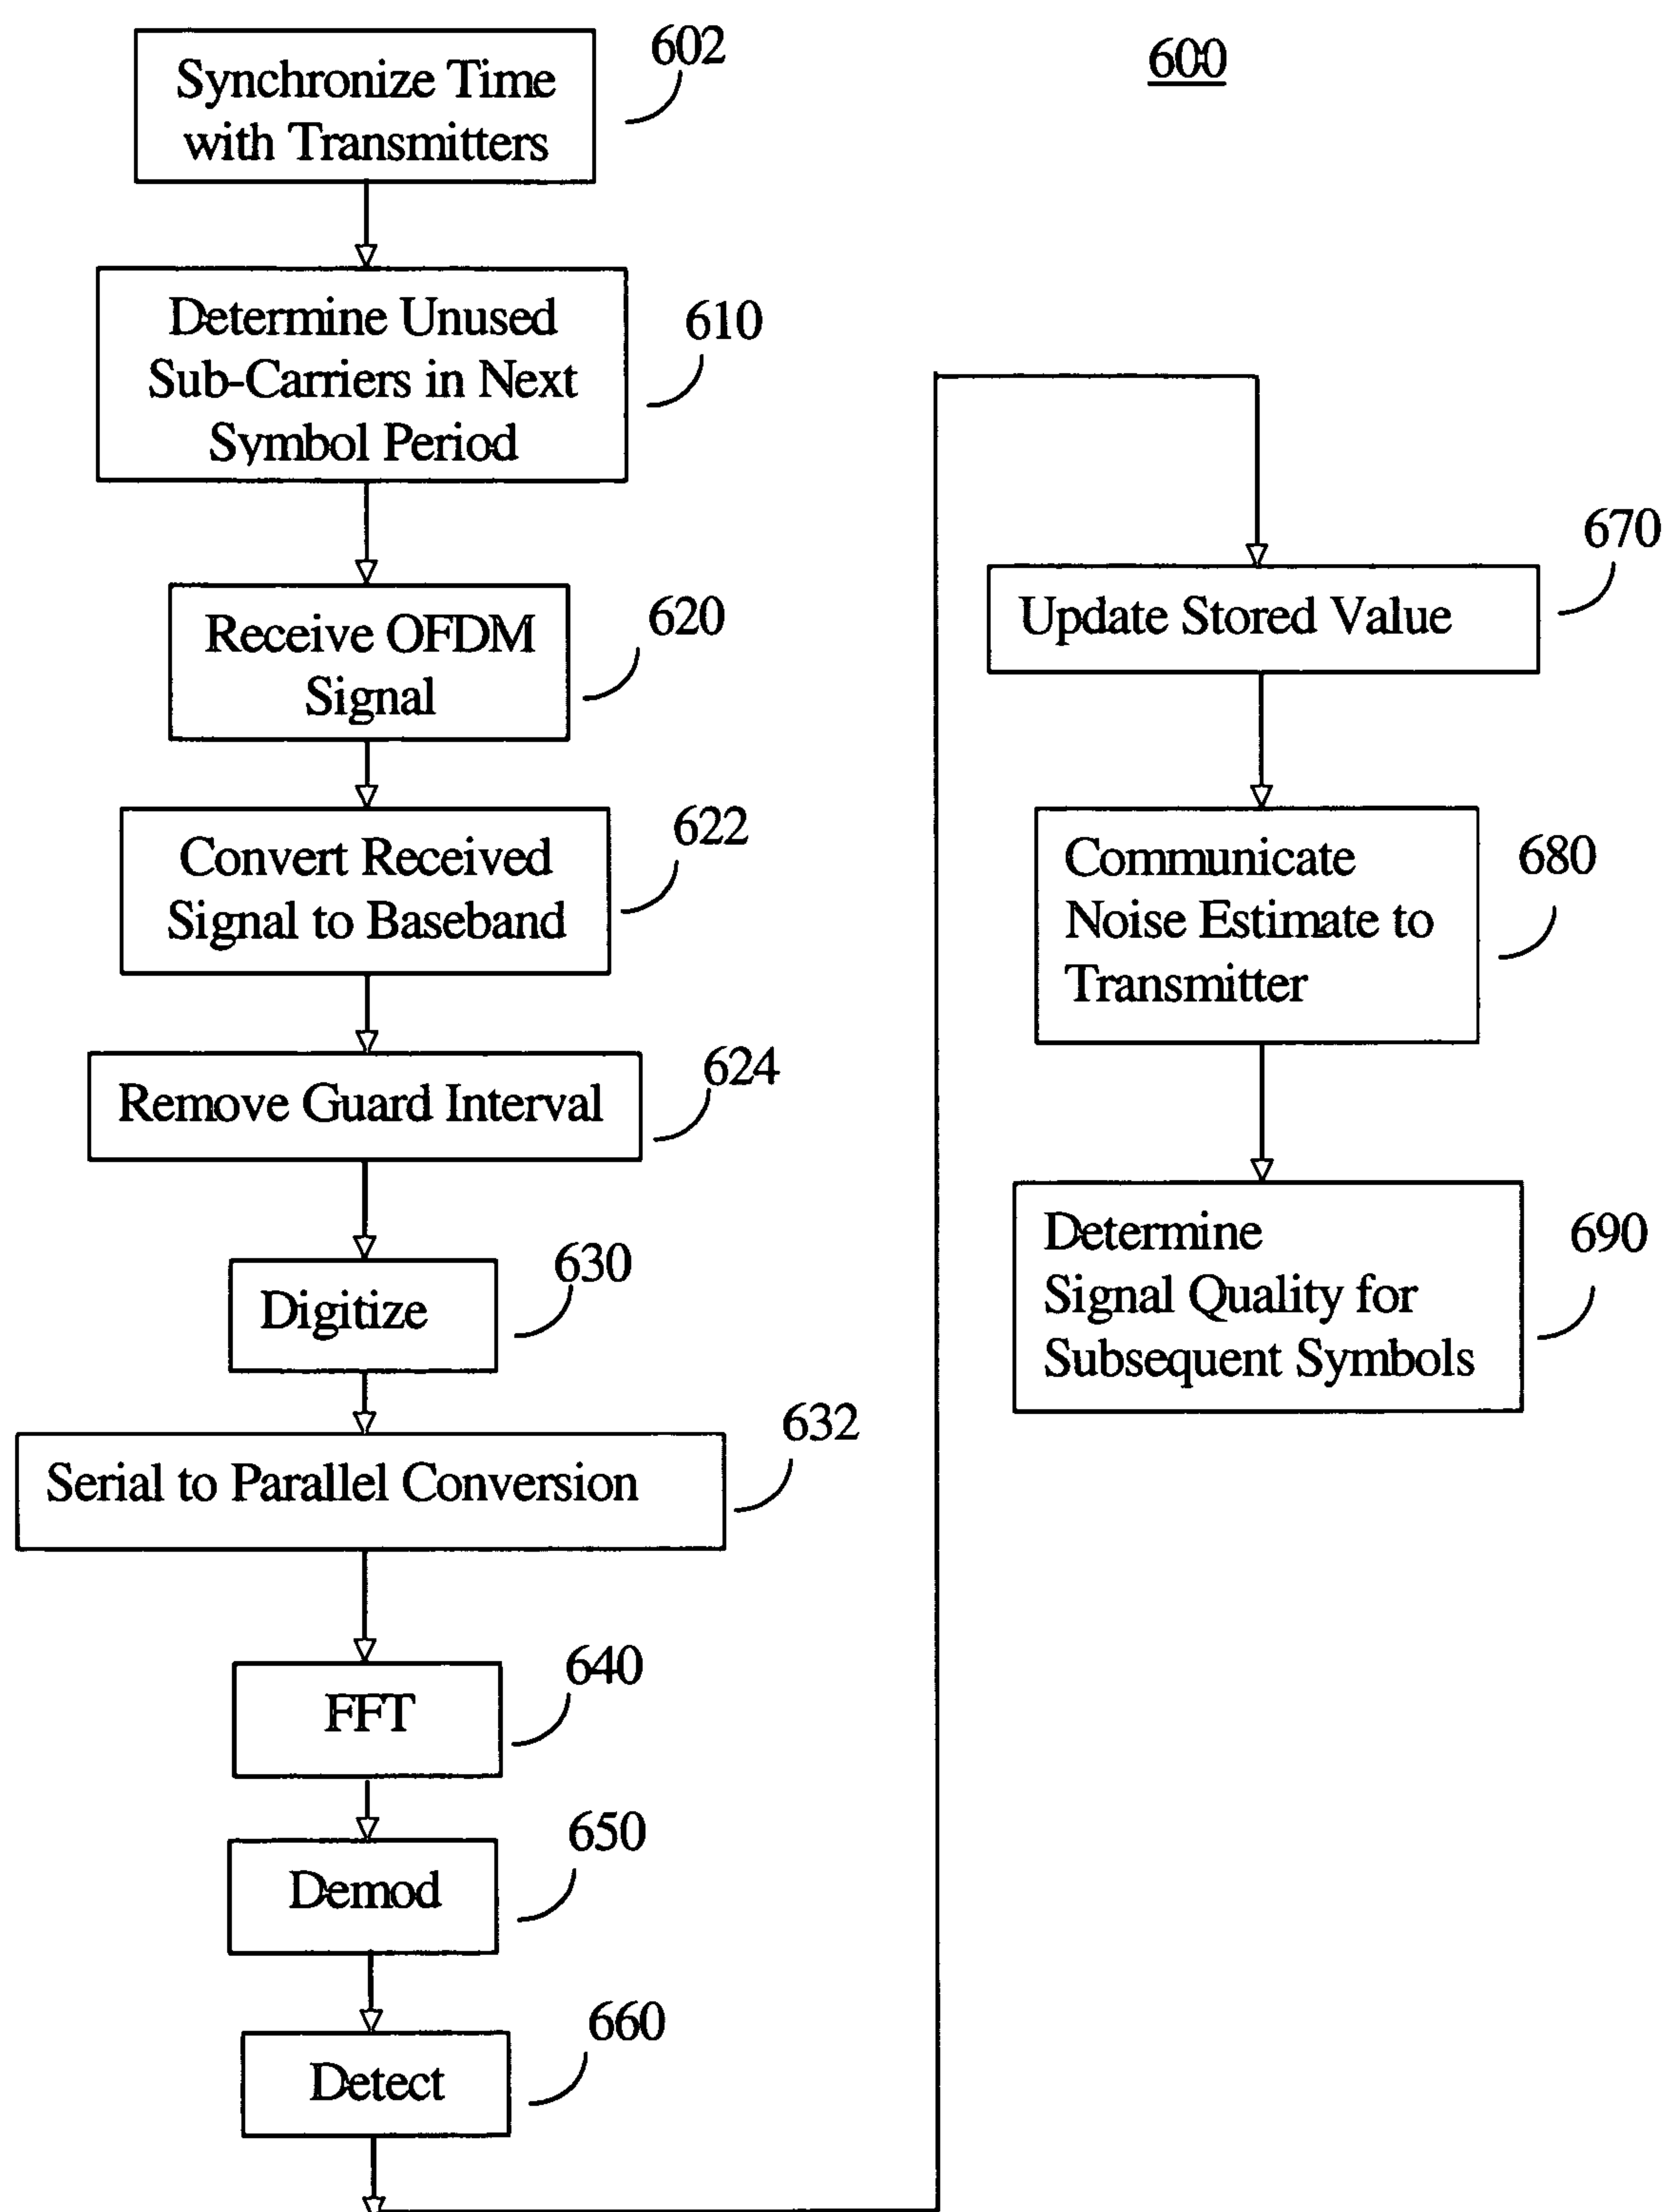 600
Synchronize Time
with Transmitters
602
Determine Unused
Sub-Carriers in Next
Symbol Period
610
Receive OFDM
Signal
620
Convert Received
Signal to Baseband
622
Remove Guard Interval
624
Digitize
630
Serial to Parallel Conversion
632
FFT
640
Demod
650
Detect
660
Update Stored Value
670
Communicate
Noise Estimate to
Transmitter
680
Determine
Signal Quality for
Subsequent Symbols
690